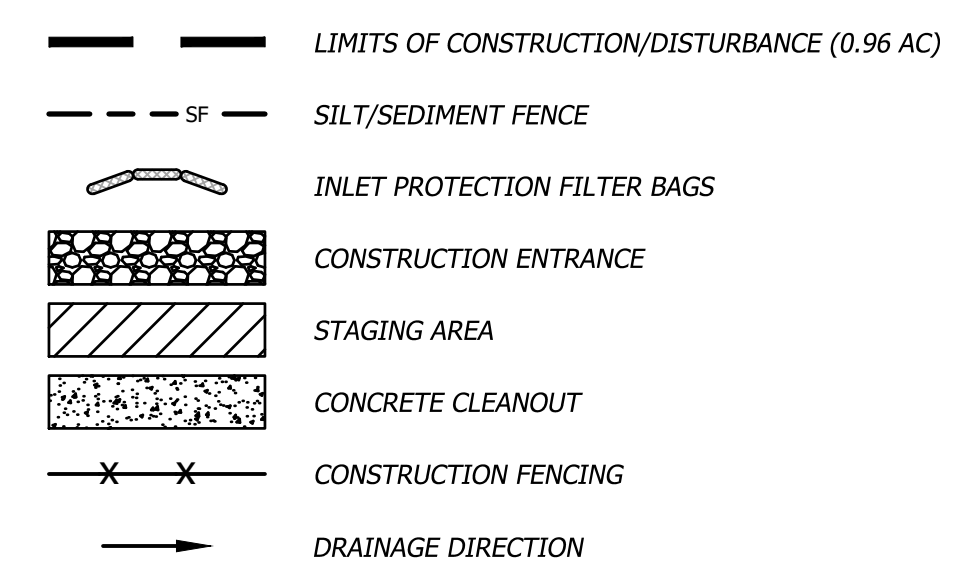 LIMITS OF CONSTRUCTION/DISTURBANCE (0.96 AC)
SF SILT/SEDIMENT FENCE
INLET PROTECTION FILTER BAGS
CONSTRUCTION ENTRANCE
STAGING AREA
CONCRETE CLEANOUT
X X CONSTRUCTION FENCING
DRAINAGE DIRECTION